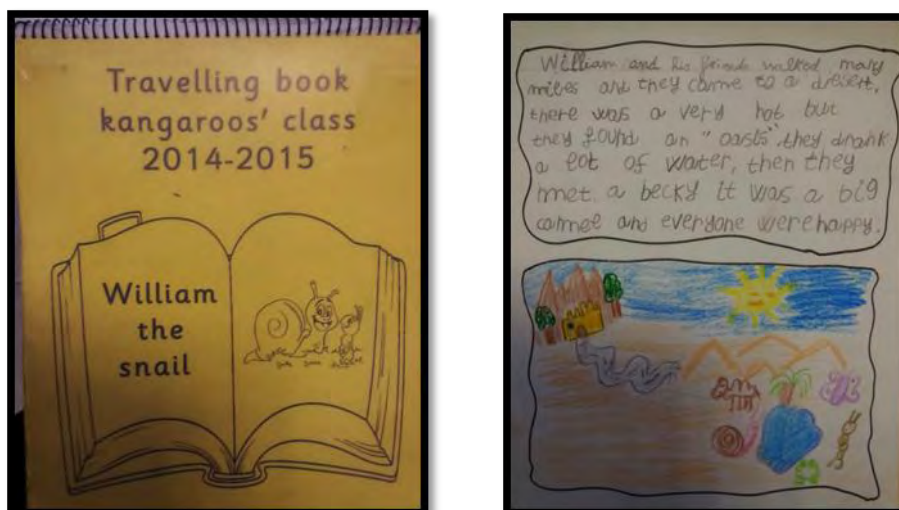 Travelling book
kangaroos' class
2014-2015
William
the
snail
William and his friends walked many
miles and they came to a desert,
there was a very hot but
they found an "oasis", they drank
a lot of water, then they
met a becky it was a big
camel and everyone were happy.